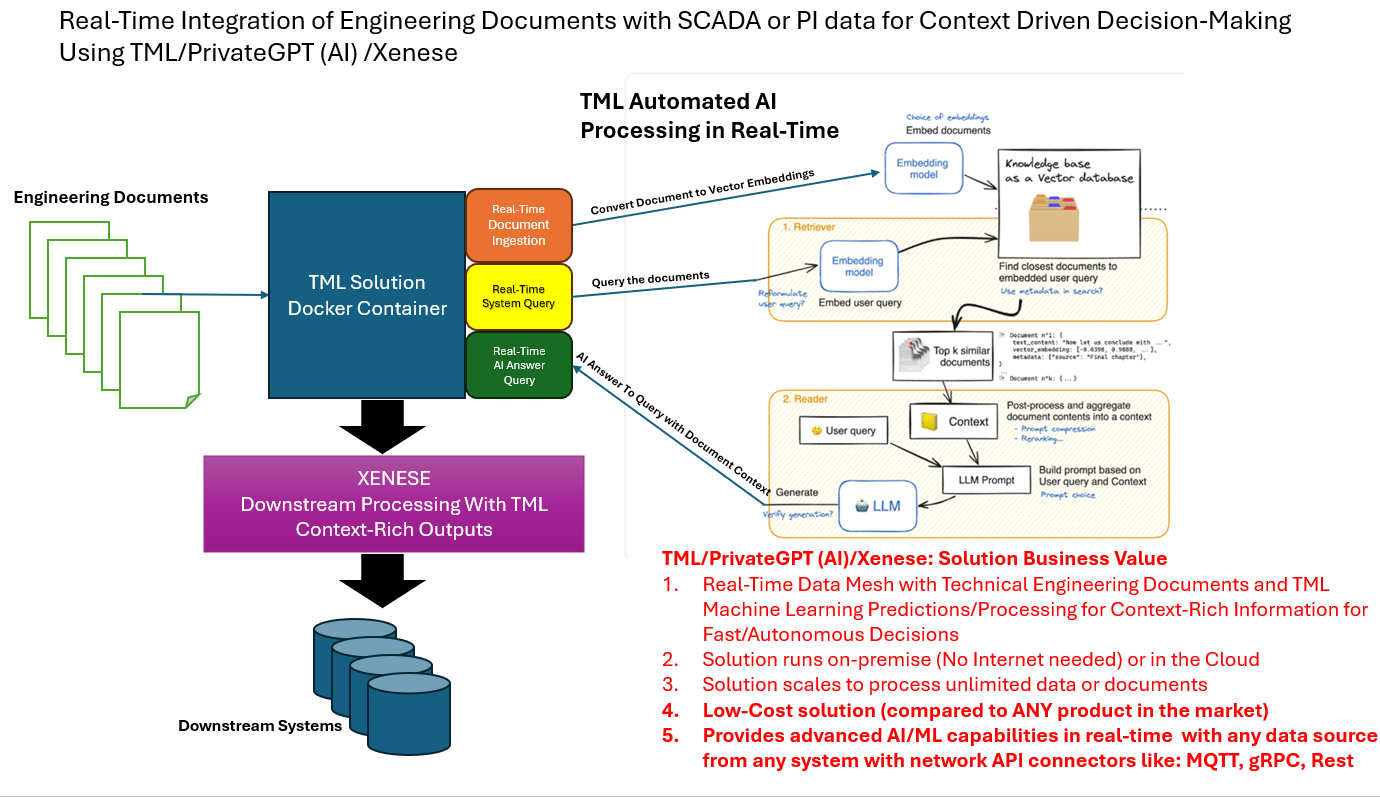 Real-Time Integration of Engineering Documents with SCADA or PI data for Context Driven Decision-Making
Using TML/PrivateGPT (AI) /Xenese
TML Automated AI
Processing in Real-Time
Engineering Documents
TML Solution
Docker Container
Real-Time
Document
Ingestion
Real-Time
System Query
Real-Time
AI Answer
Query
Convert Document to Vector Embeddings
Query the documents
AI Answer To Query with Document Context
Choice of embeddings
Embed documents
Embedding
model
Knowledge base
as a Vector database
1. Retriever
Embedding
model
Reformulate
user query?
Embed user query
Find closest documents to
embedded user query
Use metadata in search?
Top k similar
documents
Document n°1: {
text_content: "Now let us conclude with ...",
vector_embedding: [-0.0398, 0.9888, ...],
metadata: {"source": "Final chapter"},
}
...
Document n°k: {...}
2. Reader
User query
Context
Post-process and aggregate
document contents into a context
- Prompt compression
- Reranking...
LLM Prompt
Build prompt based on
User query and Context
Prompt choice
Generate
Verify generation?
LLM
XENESE
Downstream Processing With TML
Context-Rich Outputs
Downstream Systems
TML/PrivateGPT (AI)/Xenese: Solution Business Value
1. Real-Time Data Mesh with Technical Engineering Documents and TML
Machine Learning Predictions/Processing for Context-Rich Information for
Fast/Autonomous Decisions
2. Solution runs on-premise (No Internet needed) or in the Cloud
3. Solution scales to process unlimited data or documents
4. Low-Cost solution (compared to ANY product in the market)
5. Provides advanced AI/ML capabilities in real-time with any data source
from any system with network API connectors like: MQTT, gRPC, Rest